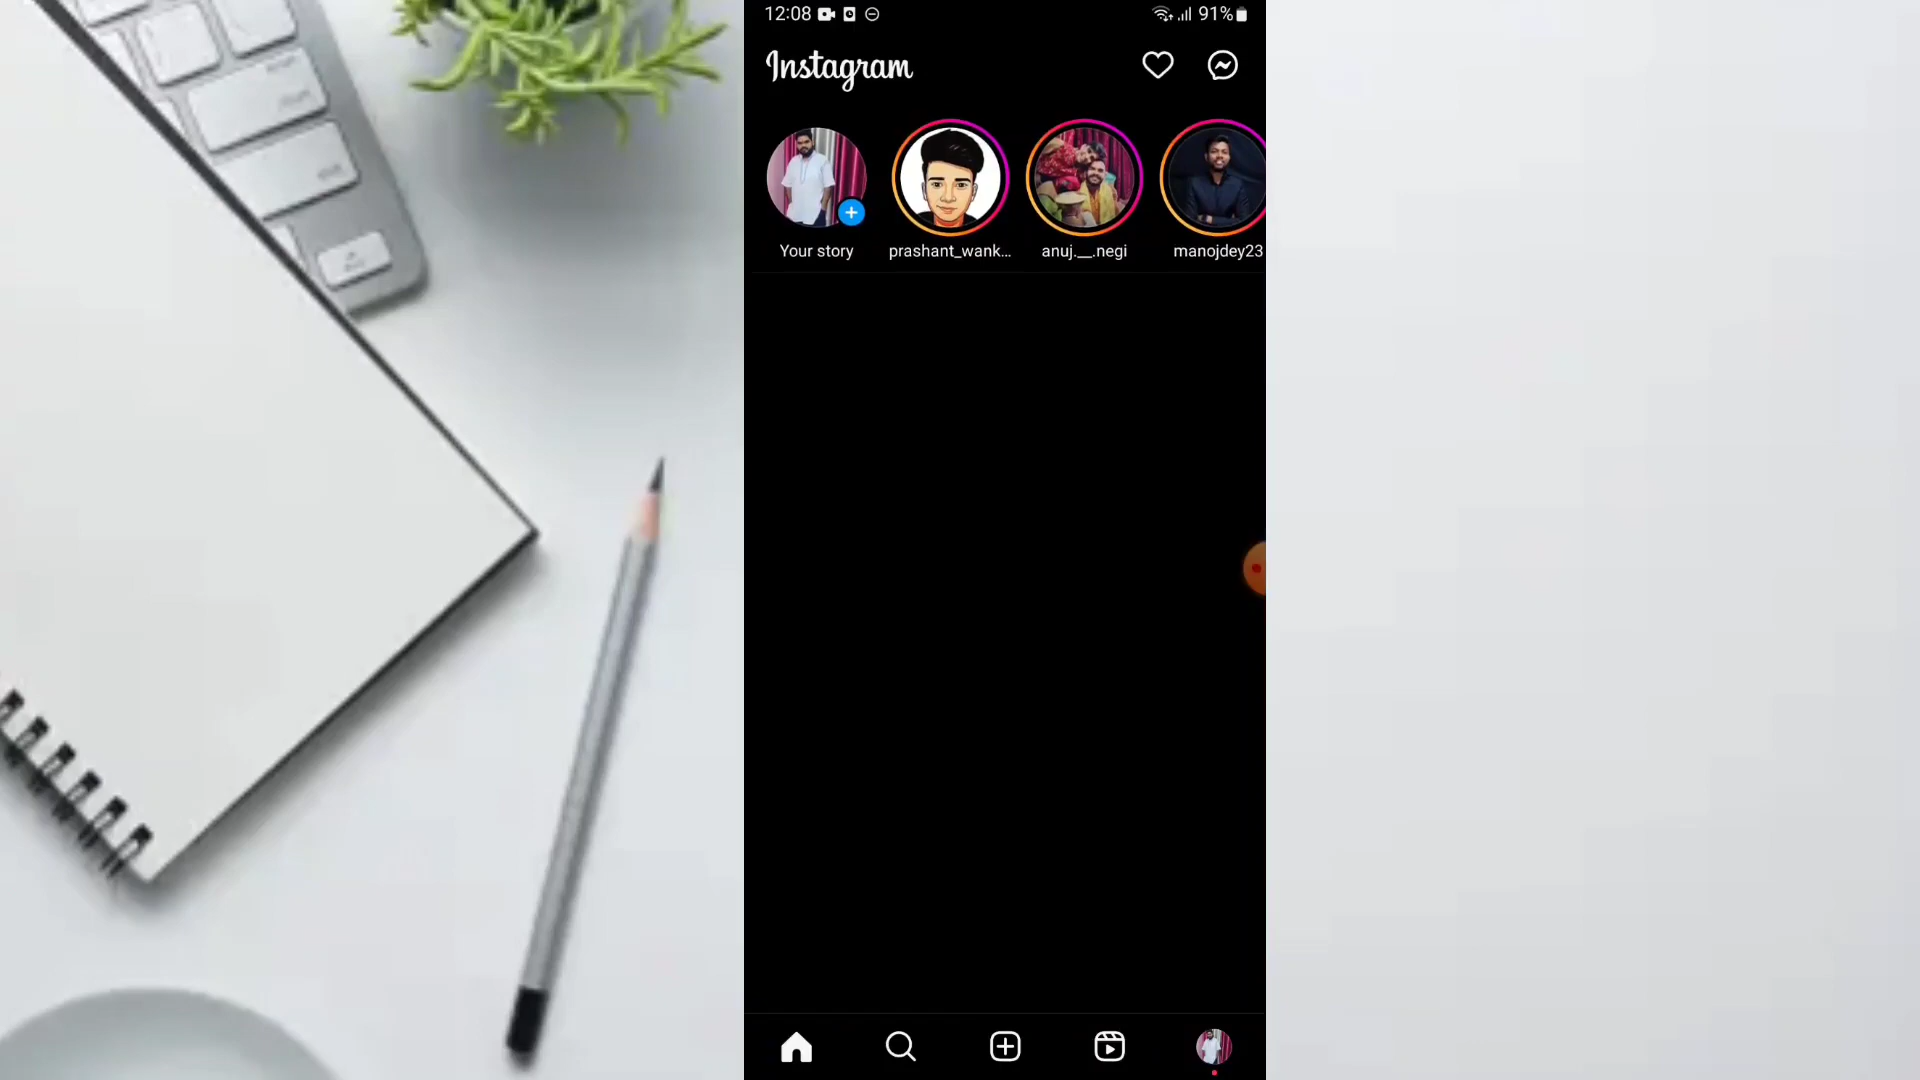 12:08
91%
Instagram
Your story
prashant_wank...
anuj.__.negi
manojdey23